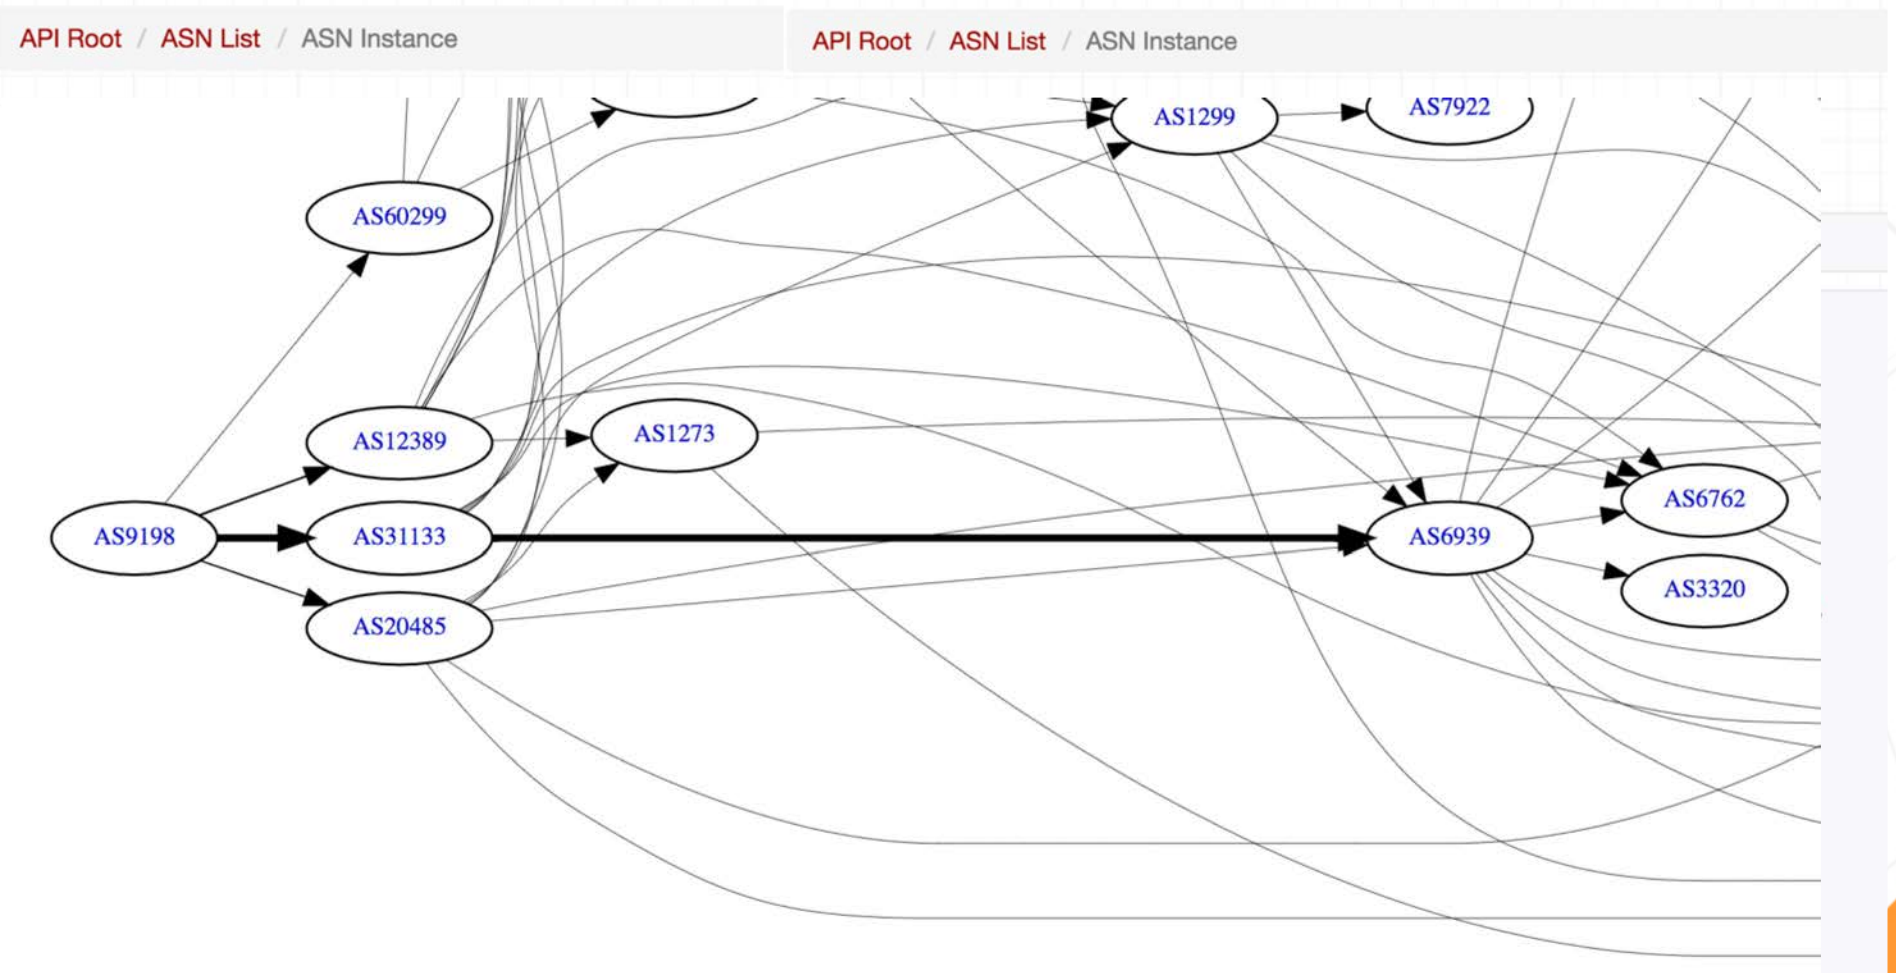 API Root / ASN List / ASN Instance
API Root / ASN List / ASN Instance
AS1299
AS7922
AS60299
AS12389
AS1273
AS9198
AS31133
AS6939
AS6762
AS3320
AS20485